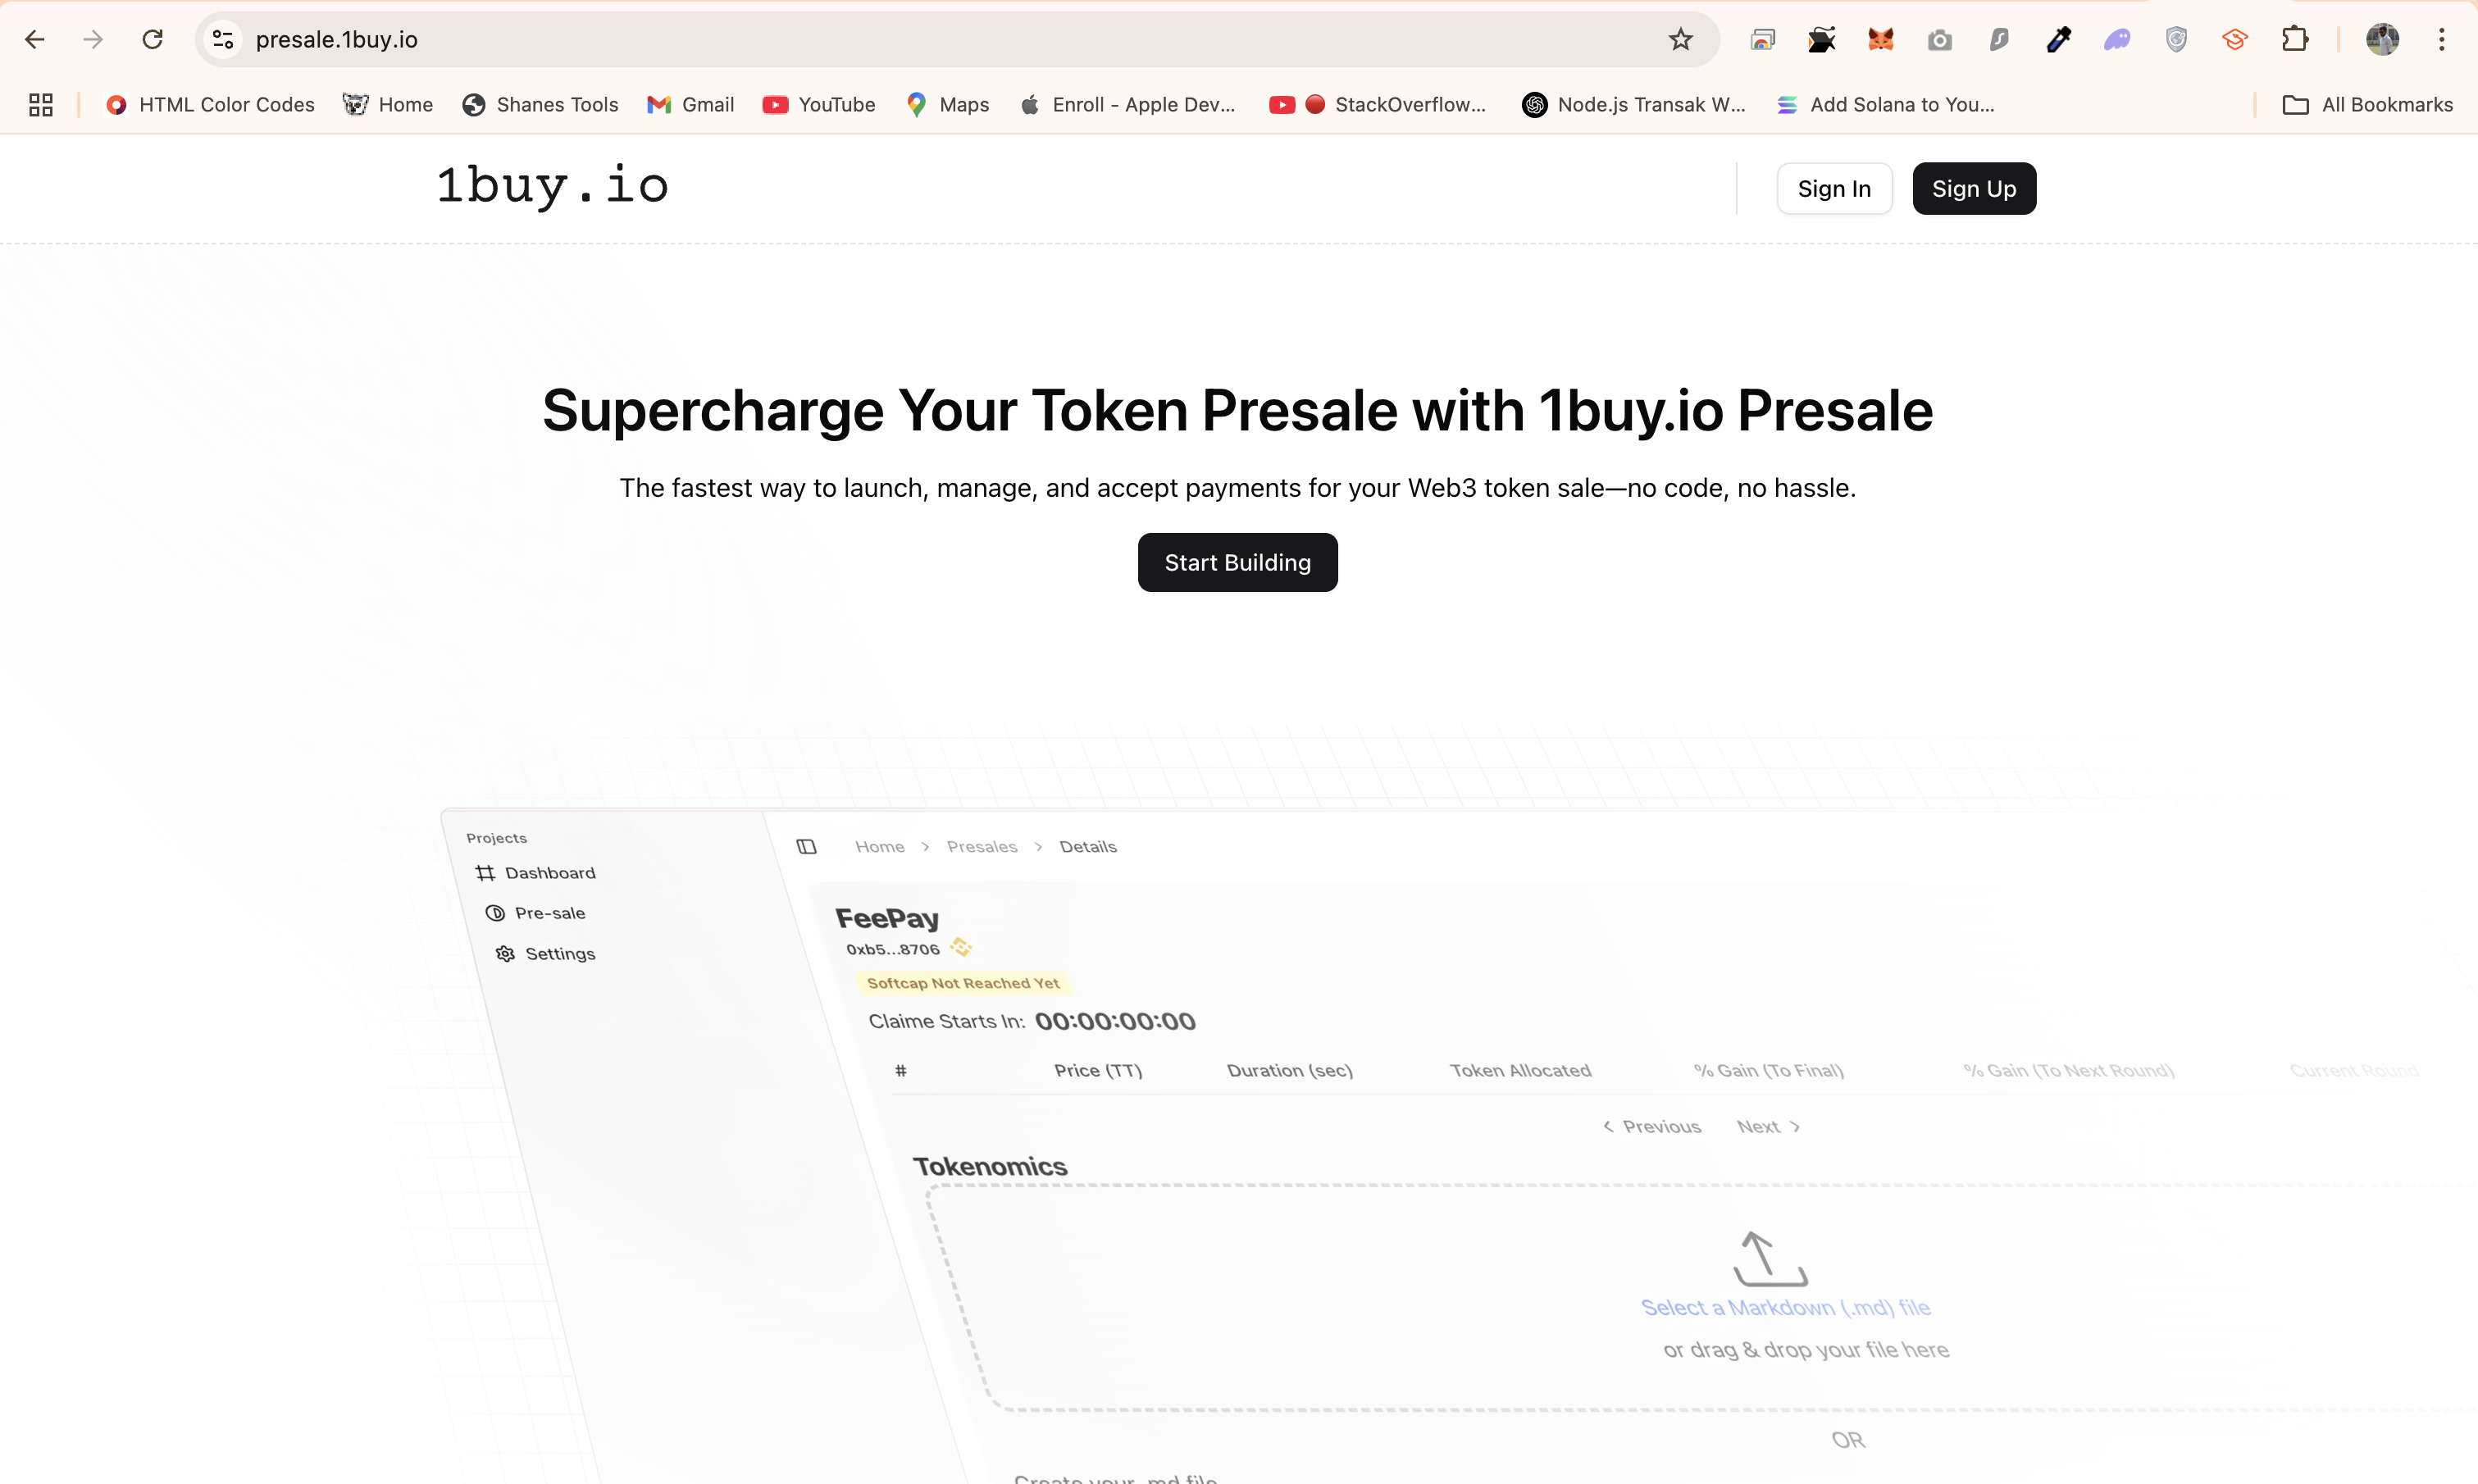 presale.1buy.io
HTML Color Codes
Home
Shanes Tools
Gmail
YouTube
Maps
Enroll - Apple Dev...
StackOverflow...
Node.js Transak W...
Add Solana to You...
All Bookmarks
1buy.io
Sign In
Sign Up
Supercharge Your Token Presale with 1buy.io Presale
The fastest way to launch, manage, and accept payments for your Web3 token sale—no code, no hassle.
Start Building
Projects
Dashboard
Pre-sale
Settings
Home > Presales > Details
FeePay
0xb5...8706
Softcap Not Reached Yet
Claime Starts In: 00:00:00:00
# Price (TT) Duration (sec) Token Allocated % Gain (To Final) % Gain (To Next Round) Current Round
< Previous Next >
Tokenomics
Select a Markdown (.md) file
or drag & drop your file here
OR
Create your .md file